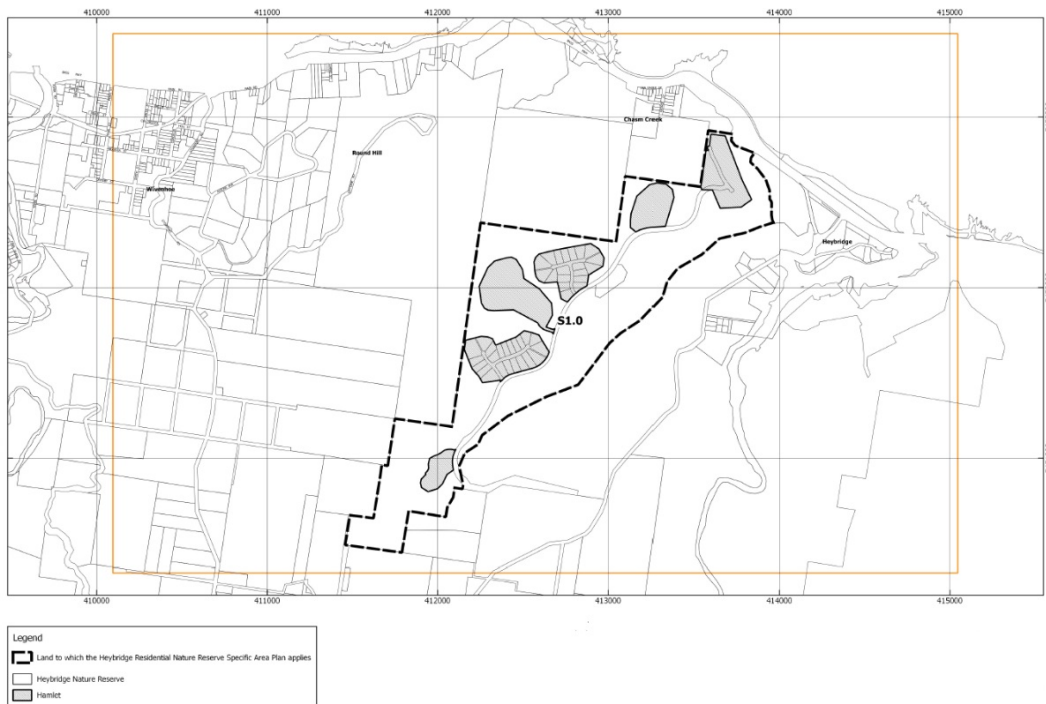 410000 411000 412000 413000 414000 415000
Chasm Creek
Round Hill
Wivenhoe
Heybridge
S1.0
410000 411000 412000 413000 414000 415000
Legend
Land to which the Heybridge Residential Nature Reserve Specific Area Plan applies
Heybridge Nature Reserve
Hamlet